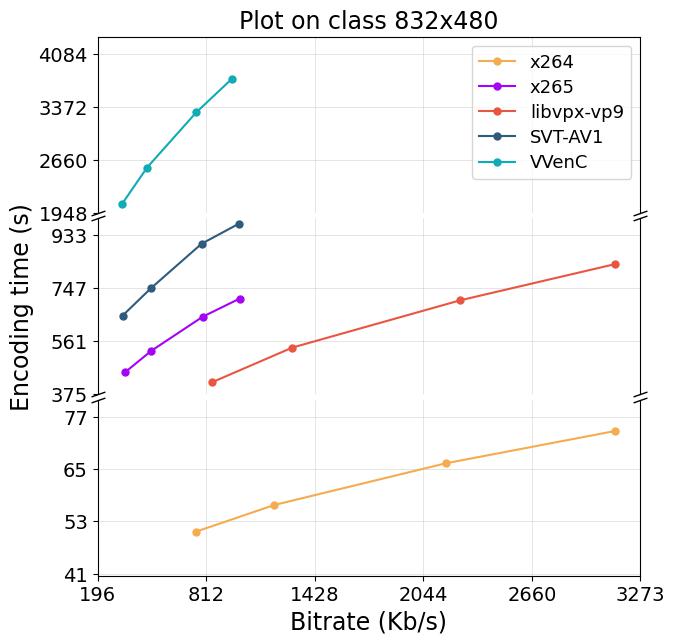 Plot on class 832x480
Encoding time (s)
4084
3372
2660
1948
933
747
561
375
77
65
53
41
x264
x265
libvpx-vp9
SVT-AV1
VVenC
196 812 1428 2044 2660 3273
Bitrate (Kb/s)